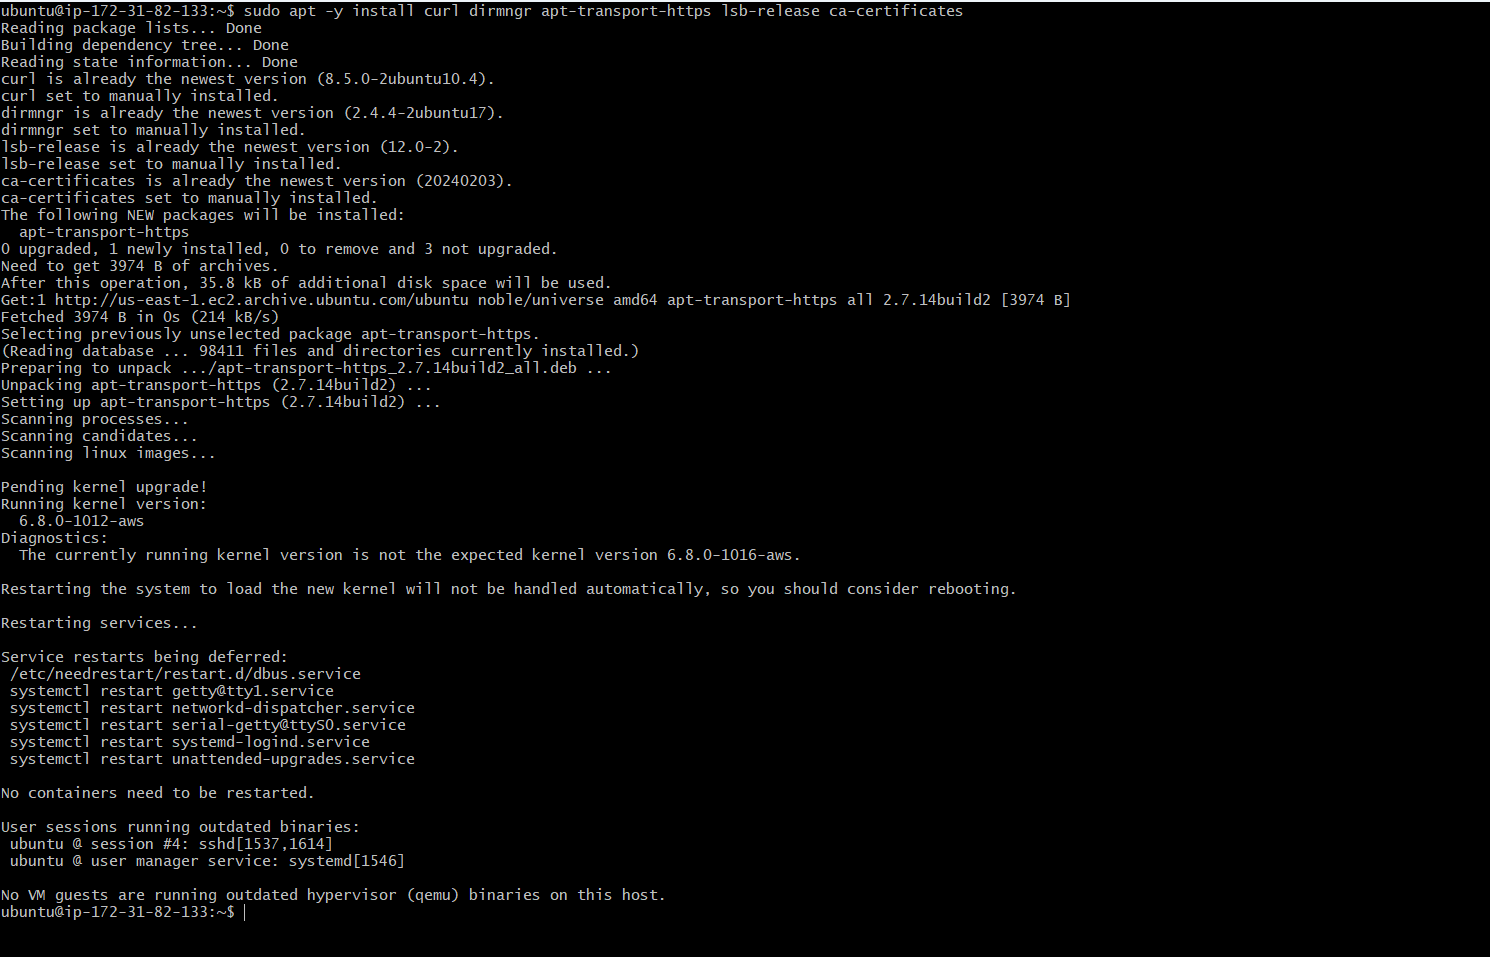 ubuntu@ip-172-31-82-133:~$ sudo apt -y install curl dirmngr apt-transport-https lsb-release ca-certificates
Reading package lists... Done
Building dependency tree... Done
Reading state information... Done
curl is already the newest version (8.5.0-2ubuntu10.4).
curl set to manually installed.
dirmngr is already the newest version (2.4.4-2ubuntu17).
dirmngr set to manually installed.
lsb-release is already the newest version (12.0-2).
lsb-release set to manually installed.
ca-certificates is already the newest version (20240203).
ca-certificates set to manually installed.
The following NEW packages will be installed:
  apt-transport-https
0 upgraded, 1 newly installed, 0 to remove and 3 not upgraded.
Need to get 3974 B of archives.
After this operation, 35.8 kB of additional disk space will be used.
Get:1 http://us-east-1.ec2.archive.ubuntu.com/ubuntu noble/universe amd64 apt-transport-https all 2.7.14build2 [3974 B]
Fetched 3974 B in 0s (214 kB/s)
Selecting previously unselected package apt-transport-https.
(Reading database ... 98411 files and directories currently installed.)
Preparing to unpack .../apt-transport-https_2.7.14build2_all.deb ...
Unpacking apt-transport-https (2.7.14build2) ...
Setting up apt-transport-https (2.7.14build2) ...
Scanning processes...
Scanning candidates...
Scanning linux images...

Pending kernel upgrade!
Running kernel version:
  6.8.0-1012-aws
Diagnostics:
  The currently running kernel version is not the expected kernel version 6.8.0-1016-aws.

Restarting the system to load the new kernel will not be handled automatically, so you should consider rebooting.

Restarting services...

Service restarts being deferred:
 /etc/needrestart/restart.d/dbus.service
 systemctl restart getty@tty1.service
 systemctl restart networkd-dispatcher.service
 systemctl restart serial-getty@ttyS0.service
 systemctl restart systemd-logind.service
 systemctl restart unattended-upgrades.service

No containers need to be restarted.

User sessions running outdated binaries:
 ubuntu @ session #4: sshd[1537,1614]
 ubuntu @ user manager service: systemd[1546]

No VM guests are running outdated hypervisor (qemu) binaries on this host.
ubuntu@ip-172-31-82-133:~$